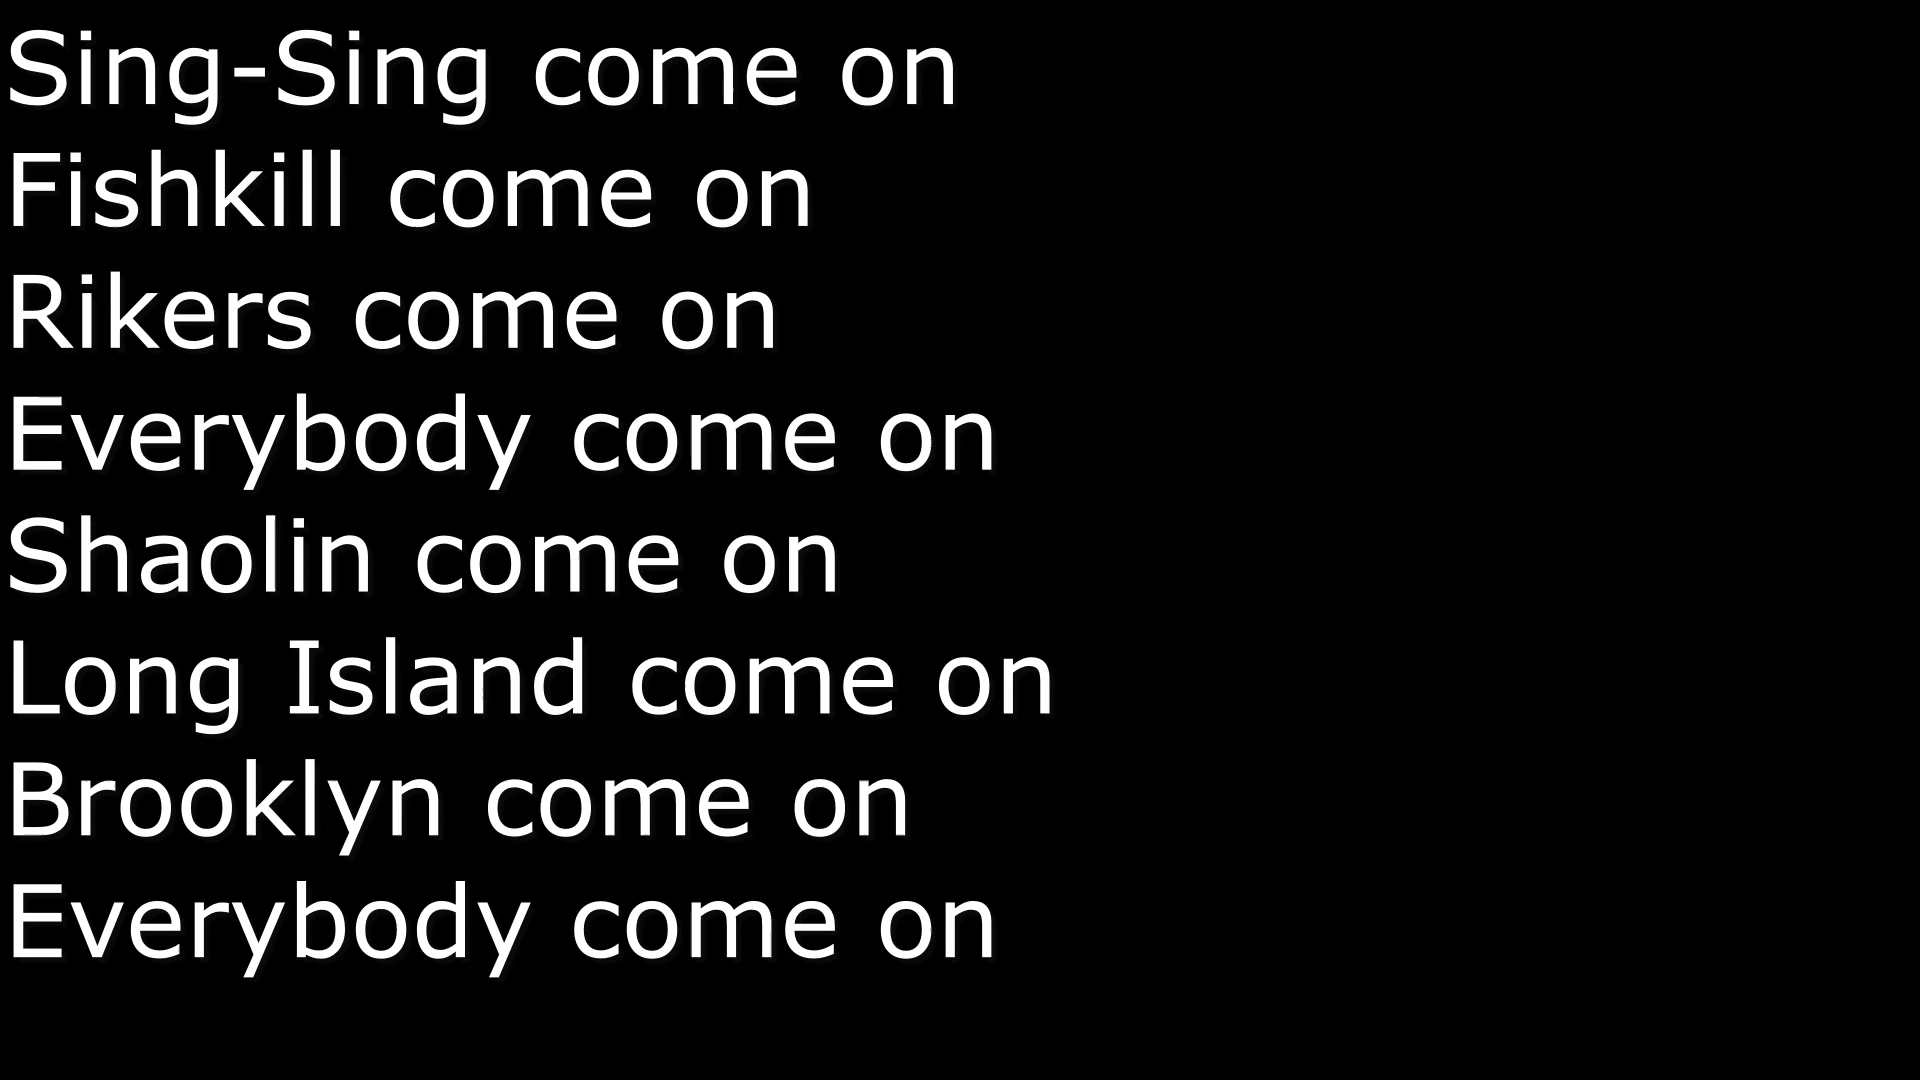 Sing-Sing come on
Fishkill come on
Rikers come on
Everybody come on
Shaolin come on
Long Island come on
Brooklyn come on
Everybody come on